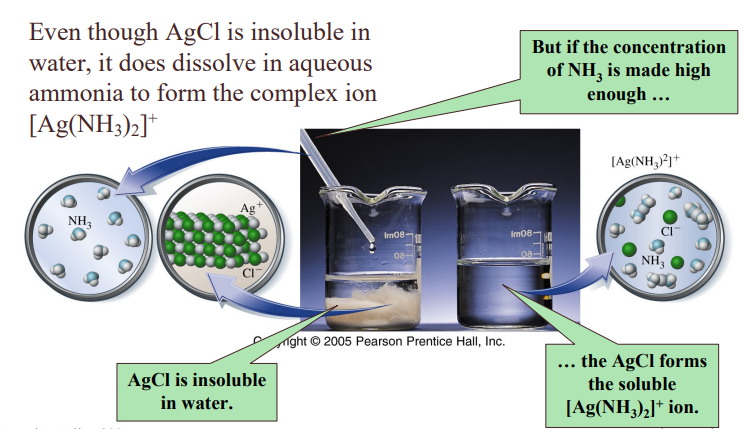 Even though AgCl is insoluble in
water, it does dissolve in aqueous
ammonia to form the complex ion
[Ag(NH₃)₂]⁺
But if the concentration
of NH₃ is made high
enough …
[Ag(NH₃)²]⁺
NH₃
Ag⁺
Cl⁻
Cl⁻
NH₃
Copyright © 2005 Pearson Prentice Hall, Inc.
AgCl is insoluble
in water.
… the AgCl forms
the soluble
[Ag(NH₃)₂]⁺ ion.